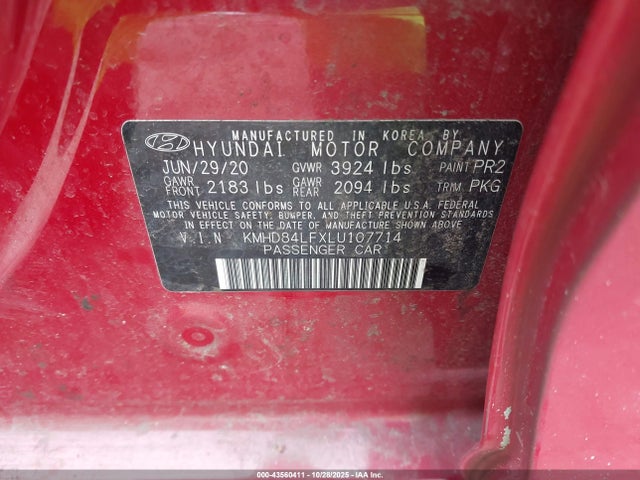 MANUFACTURED IN KOREA BY
HYUNDAI MOTOR COMPANY
JUN/29/20 GVWR 3924 lbs PAINT PR2
GAWR FRONT 2183 lbs GAWR REAR 2094 lbs TRIM PKG
THIS VEHICLE CONFORMS TO ALL APPLICABLE U.S.A. FEDERAL
MOTOR VEHICLE SAFETY, BUMPER, AND THEFT PREVENTION STANDARDS
IN EFFECT ON THE DATE OF MANUFACTURE SHOWN ABOVE.
V.I.N KMHD84LFXLU107714
PASSENGER CAR
000-43560411 - 10/28/2025 - IAA Inc.